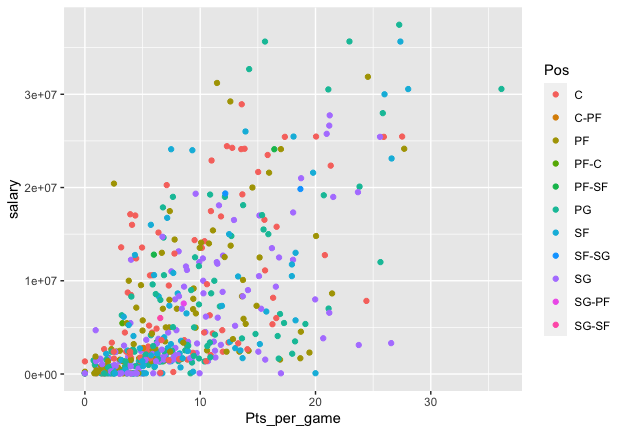 salary
3e+07
2e+07
1e+07
0e+00
0
10
20
30
Pts_per_game
Pos
C
C-PF
PF
PF-C
PF-SF
PG
SF
SF-SG
SG
SG-PF
SG-SF